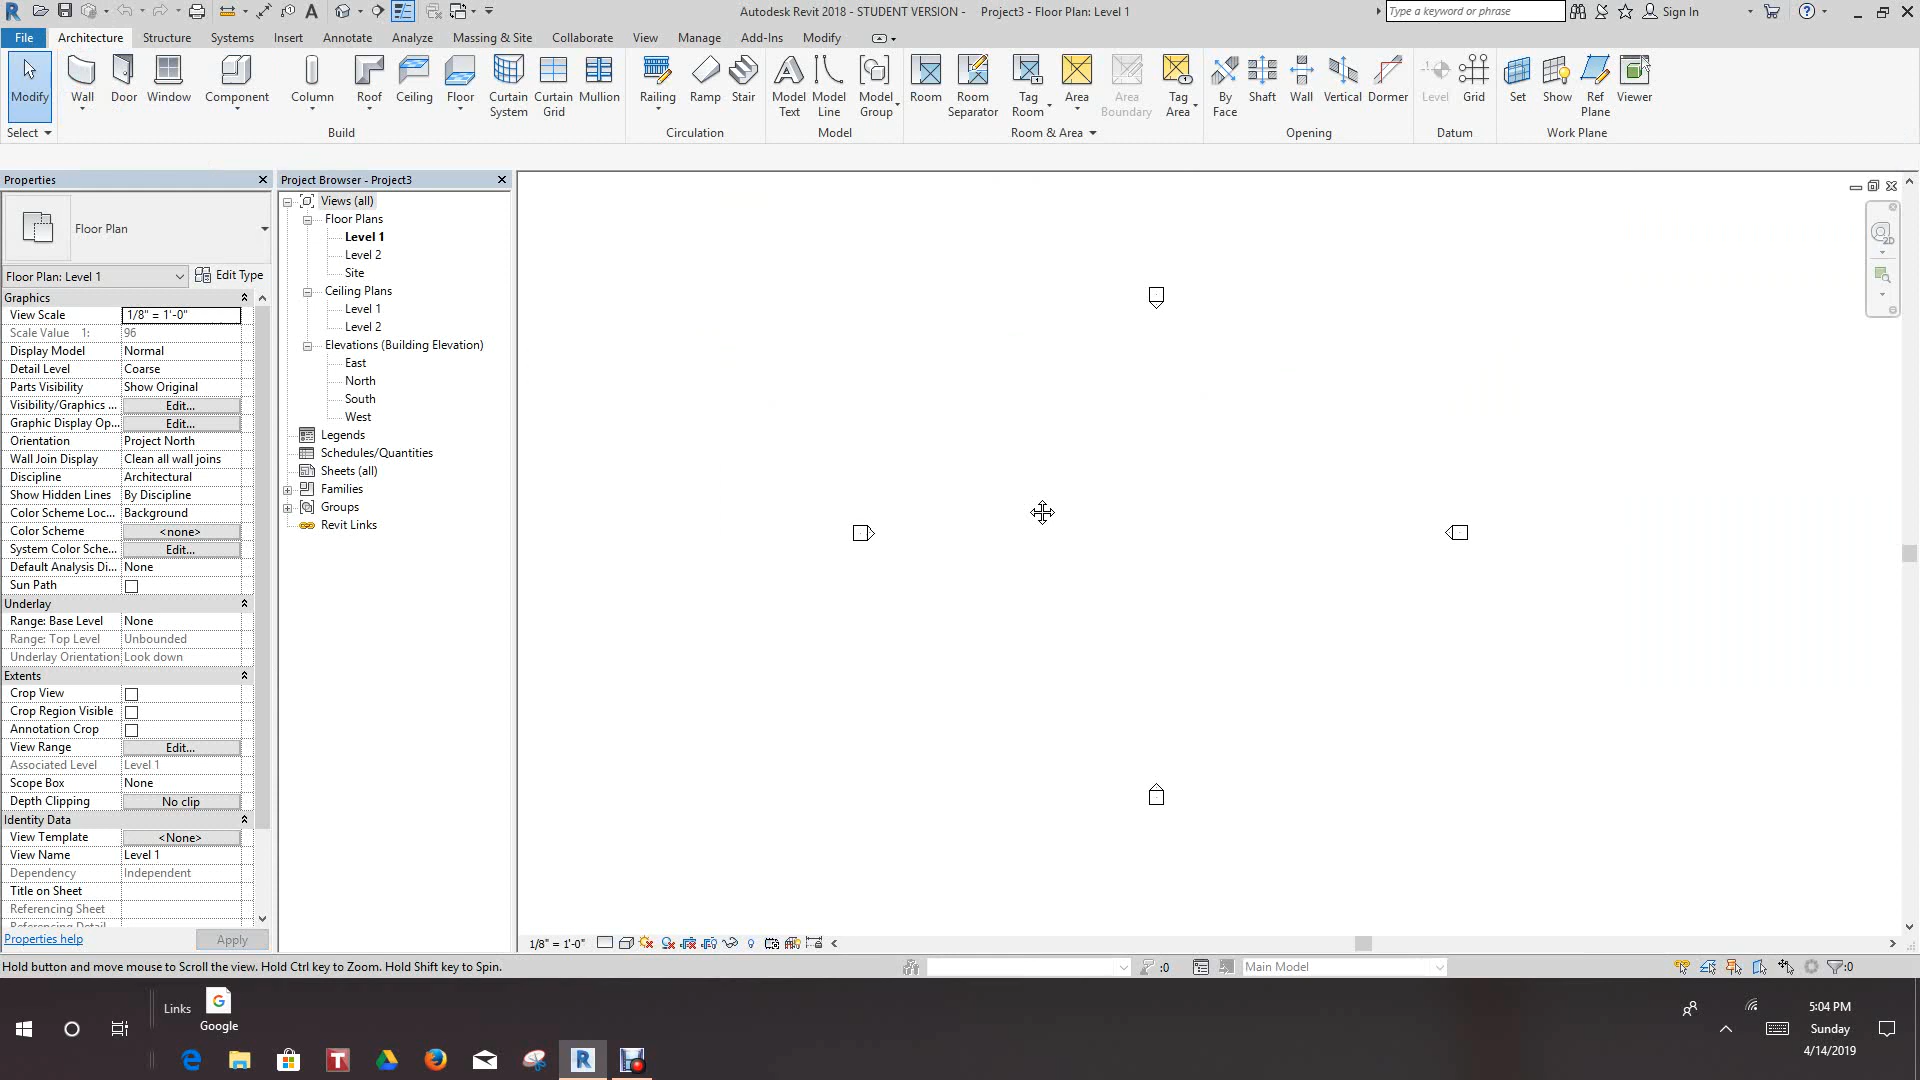 Autodesk Revit 2018 - STUDENT VERSION - Project3 - Floor Plan: Level 1
Type a keyword or phrase
Sign In
File Architecture Structure Systems Insert Annotate Analyze Massing & Site Collaborate View Manage Add-Ins Modify
Modify Wall Door Window Component Column Roof Ceiling Floor Curtain System Curtain Grid Mullion Railing Ramp Stair Model Text Model Line Model Group Room Room Separator Tag Room Area Area Boundary Tag Area By Face Shaft Wall Vertical Dormer Level Grid Set Show Ref Plane Viewer
Select Build Circulation Model Room & Area Opening Datum Work Plane
Properties
Floor Plan
Floor Plan: Level 1 Edit Type
Graphics
View Scale 1/8" = 1'-0"
Scale Value 1: 96
Display Model Normal
Detail Level Coarse
Parts Visibility Show Original
Visibility/Graphics ... Edit...
Graphic Display Op... Edit...
Orientation Project North
Wall Join Display Clean all wall joins
Discipline Architectural
Show Hidden Lines By Discipline
Color Scheme Loc... Background
Color Scheme <none>
System Color Sche... Edit...
Default Analysis Di... None
Sun Path
Underlay
Range: Base Level None
Range: Top Level Unbounded
Underlay Orientation Look down
Extents
Crop View
Crop Region Visible
Annotation Crop
View Range Edit...
Associated Level Level 1
Scope Box None
Depth Clipping No clip
Identity Data
View Template <None>
View Name Level 1
Dependency Independent
Title on Sheet
Referencing Sheet
Referencing Detail
Properties help Apply
Project Browser - Project3
Views (all)
Floor Plans
Level 1
Level 2
Site
Ceiling Plans
Level 1
Level 2
Elevations (Building Elevation)
East
North
South
West
Legends
Schedules/Quantities
Sheets (all)
Families
Groups
Revit Links
2D
1/8" = 1'-0"
Hold button and move mouse to Scroll the view. Hold Ctrl key to Zoom. Hold Shift key to Spin.
:0
Main Model
:0
Links
Google
5:04 PM
Sunday
4/14/2019